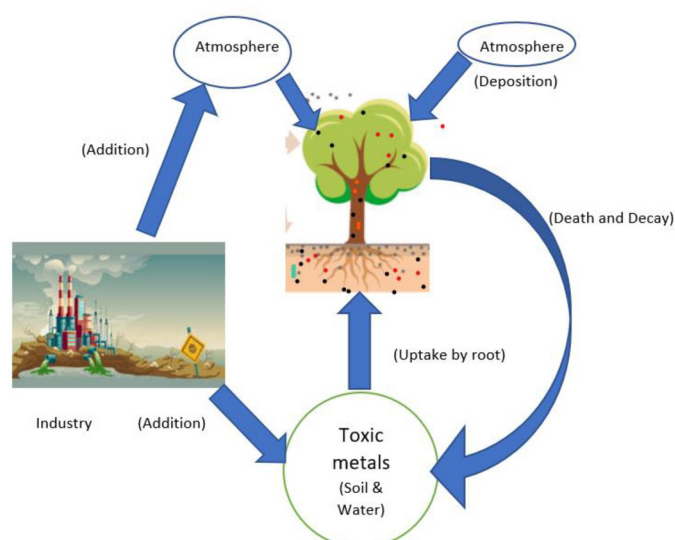 Atmosphere
Atmosphere
(Deposition)
(Addition)
(Death and Decay)
(Uptake by root)
Industry
(Addition)
Toxic
metals
(Soil &
Water)